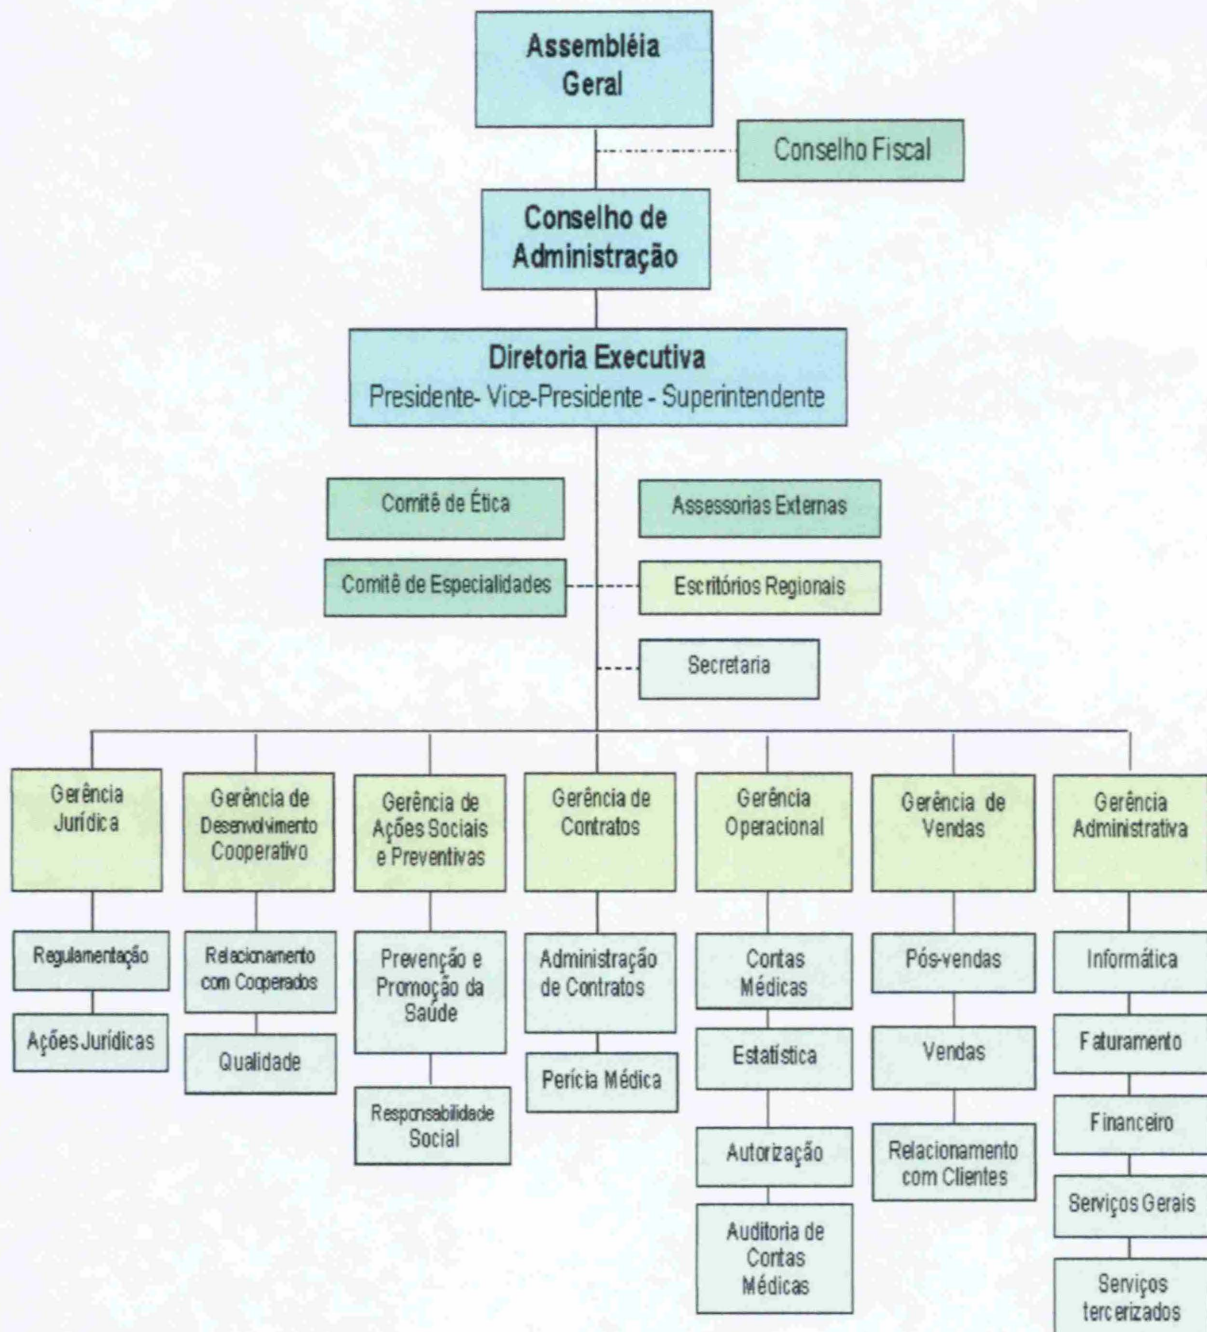 Assembléia
Geral
Conselho Fiscal
Conselho de
Administração
Diretoria Executiva
Presidente- Vice-Presidente - Superintendente
Comitê de Ética
Assessorias Externas
Comitê de Especialidades
Escritórios Regionais
Secretaria
Gerência
Jurídica
Gerência de
Desenvolvimento
Cooperativo
Gerência de
Ações Sociais
e Preventivas
Gerência de
Contratos
Gerência
Operacional
Gerência de
Vendas
Gerência
Administrativa
Regulamentação
Ações Jurídicas
Relacionamento
com Cooperados
Qualidade
Prevenção e
Promoção da
Saúde
Responsabilidade
Social
Administração
de Contratos
Perícia Médica
Contas
Médicas
Estatística
Autorização
Auditoria de
Contas
Médicas
Pós-vendas
Vendas
Relacionamento
com Clientes
Informática
Faturamento
Financeiro
Serviços Gerais
Serviços
tercerizados